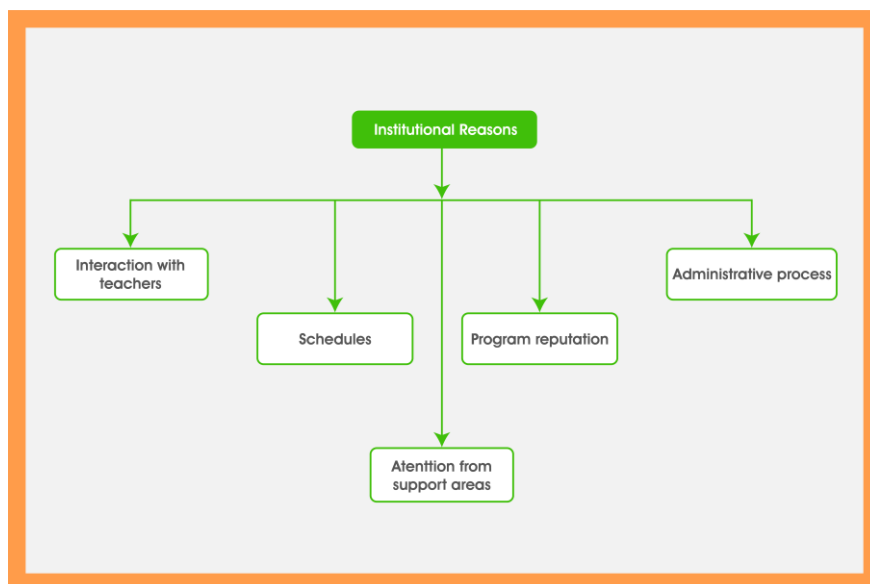 Institutional Reasons
Interaction with
teachers
Administrative process
Schedules
Program reputation
Atenttion from
support areas